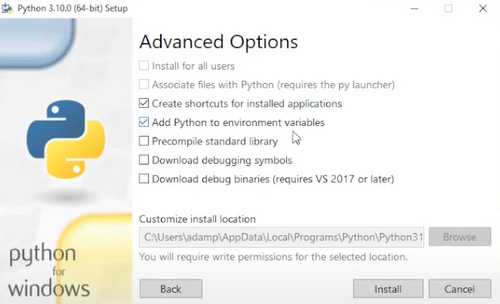 Python 3.10.0 (64-bit) Setup
Advanced Options
Install for all users
Associate files with Python (requires the py launcher)
Create shortcuts for installed applications
Add Python to environment variables
Precompile standard library
Download debugging symbols
Download debug binaries (requires VS 2017 or later)
Customize install location
C:\Users\adamp\AppData\Local\Programs\Python\Python31
Browse
You will require write permissions for the selected location.
python
for
windows
Back
Install
Cancel